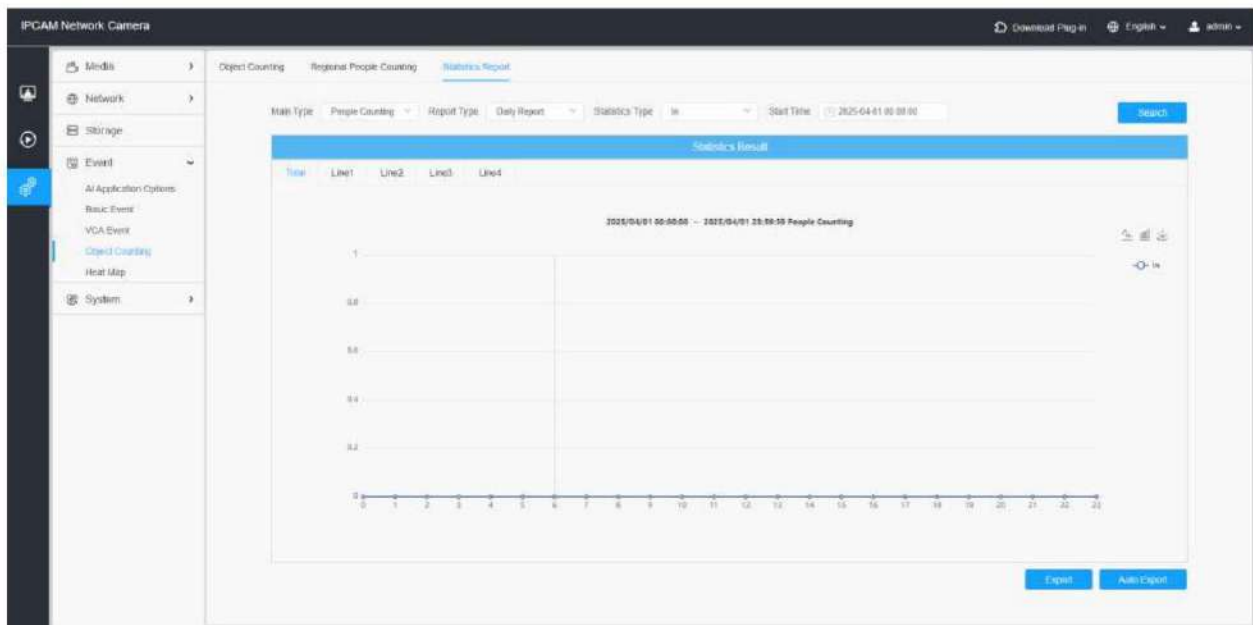 IPCAM Network Camera
Download Plug-in English admin
Media
Network
Storage
Event
AI Application Options
Basic Event
VCA Event
Object Counting
Heat Map
System
Object Counting Regional People Counting Statistics Report
Main Type People Counting Report Type Daily Report Statistics Type In Start Time 2025-04-01 00:00:00 Search
Statistics Result
Total Line1 Line2 Line3 Line4
2025/04/01 00:00:00 ~ 2025/04/01 23:59:59 People Counting
In
1
0.8
0.6
0.4
0.2
0
0 1 2 3 4 5 6 7 8 9 10 11 12 13 14 15 16 17 18 19 20 21 22 23
Export Auto Export